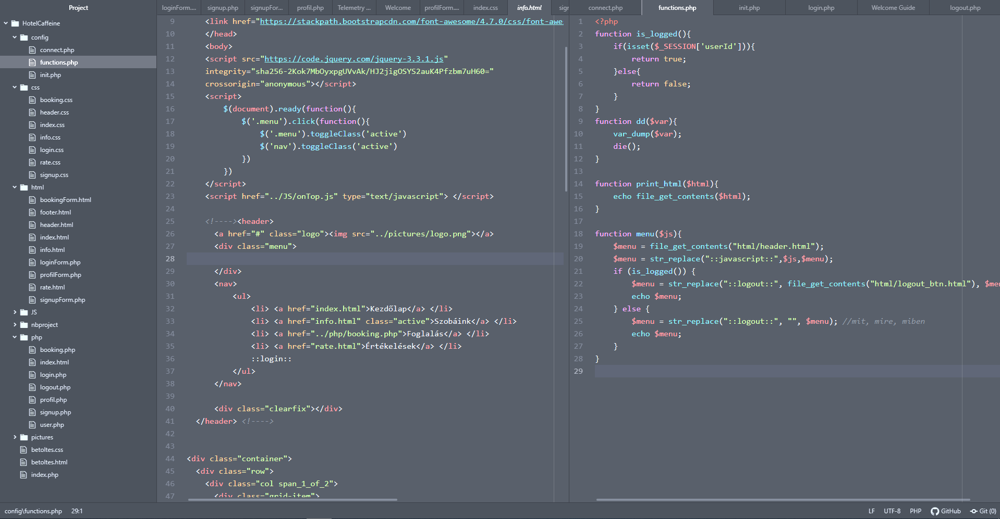 Project
HotelCaffeine
config
connect.php
functions.php
init.php
css
booking.css
header.css
index.css
info.css
login.css
rate.css
signup.css
html
bookingForm.html
footer.html
header.html
index.html
info.html
loginForm.php
profilForm.php
rate.html
signupForm.php
JS
nbproject
php
booking.php
index.html
login.php
logout.php
profil.php
signup.php
user.php
pictures
betoltes.css
betoltes.html
index.php
loginForm.... signup.php signupFor... profil.php Telemetry ... Welcome profilForm.... index.css info.html sigr
9 <link href="https://stackpath.bootstrapcdn.com/font-awesome/4.7.0/css/font-awe
10 </head>
11 <body>
12 <script src="https://code.jquery.com/jquery-3.3.1.js"
13 integrity="sha256-2Kok7MbOyxpgUVvAk/HJ2jigOSYS2auK4Pfzbm7uH60="
14 crossorigin="anonymous"></script>
15 <script>
16 $(document).ready(function(){
17 $('.menu').click(function(){
18 $('.menu').toggleClass('active')
19 $('nav').toggleClass('active')
20 })
21 })
22 </script>
23 <script href="../JS/onTop.js" type="text/javascript"> </script>
24
25 <!----><header>
26 <a href="#" class="logo"><img src="../pictures/logo.png"></a>
27 <div class="menu">
28
29 </div>
30 <nav>
31 <ul>
32 <li> <a href="index.html">Kezdőlap</a> </li>
33 <li> <a href="info.html" class="active">Szobáink</a> </li>
34 <li> <a href="../php/booking.php">Foglalás</a> </li>
35 <li> <a href="rate.html">Értékelések</a> </li>
36 ::login::
37 </ul>
38 </nav>
39
40 <div class="clearfix"></div>
41 </header> <!---->
42
43
44 <div class="container">
45 <div class="row">
46 <div class="col span_1_of_2">
47 <div class="grid-item">
connect.php functions.php init.php login.php Welcome Guide logout.php
1 <?php
2 function is_logged(){
3 if(isset($_SESSION['userId'])){
4 return true;
5 }else{
6 return false;
7 }
8 }
9 function dd($var){
10 var_dump($var);
11 die();
12 }
13
14 function print_html($html){
15 echo file_get_contents($html);
16 }
17
18 function menu($js){
19 $menu = file_get_contents("html/header.html");
20 $menu = str_replace("::javascript::",$js,$menu);
21 if (is_logged()) {
22 $menu = str_replace("::logout::", file_get_contents("html/logout_btn.html"), $me
23 echo $menu;
24 } else {
25 $menu = str_replace("::logout::", "", $menu); //mit, mire, miben
26 echo $menu;
27 }
28 }
29
config\functions.php 29:1 LF UTF-8 PHP GitHub Git (0)